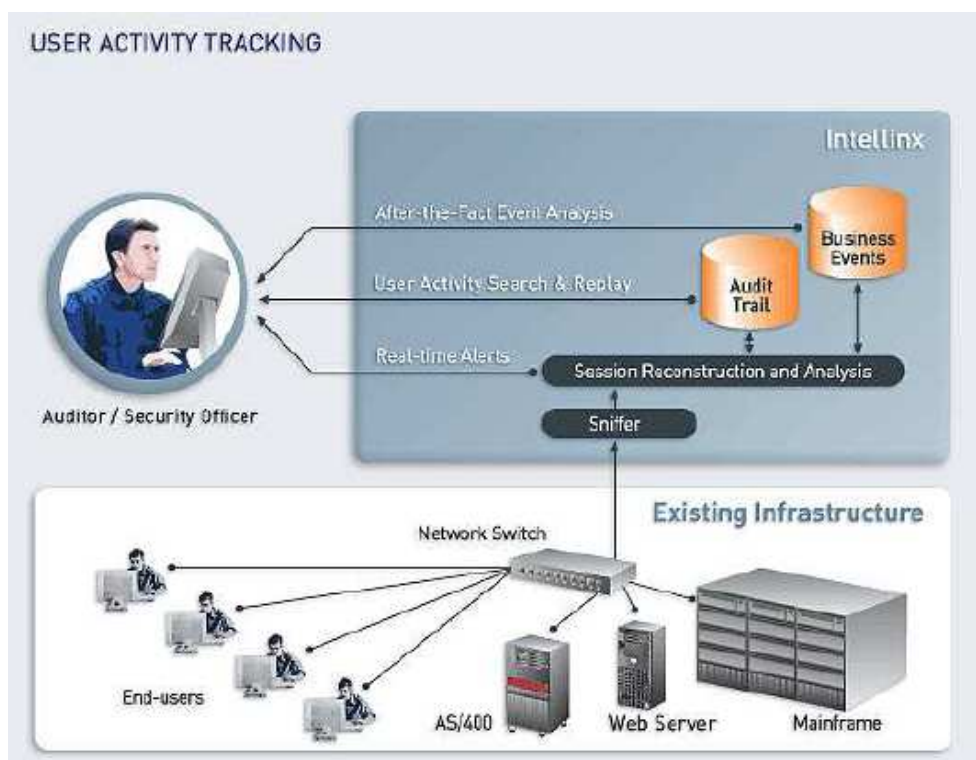 USER ACTIVITY TRACKING
Intellinx
After-the-Fact Event Analysis
Business
Events
User Activity Search & Replay
Audit
Trail
Real-time Alerts
Session Reconstruction and Analysis
Auditor / Security Officer
Sniffer
Existing Infrastructure
Network Switch
End-users
AS/400
Web Server
Mainframe